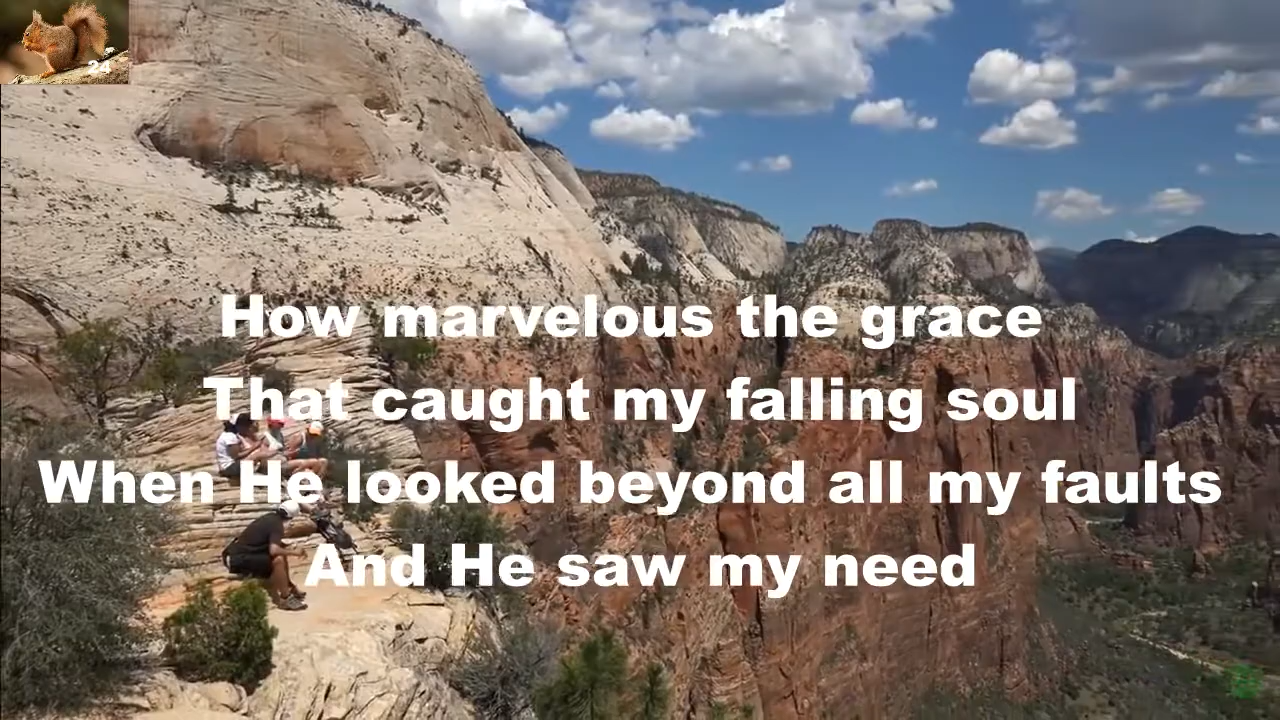 24
How marvelous the grace
That caught my falling soul
When He looked beyond all my faults
And He saw my need